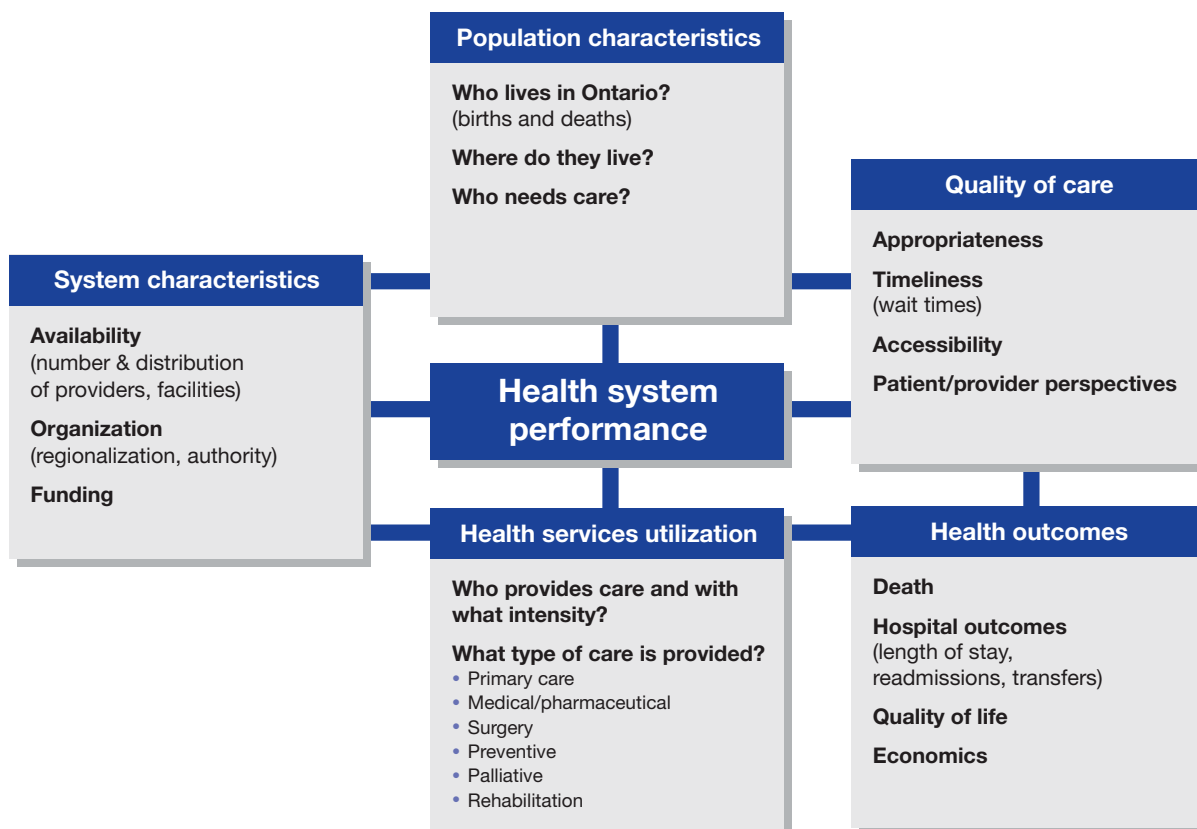 Population characteristics
Who lives in Ontario?
(births and deaths)
Where do they live?
Who needs care?
Quality of care
Appropriateness
Timeliness
(wait times)
Accessibility
Patient/provider perspectives
System characteristics
Availability
(number & distribution
of providers, facilities)
Organization
(regionalization, authority)
Funding
Health system
performance
Health services utilization
Who provides care and with
what intensity?
What type of care is provided?
• Primary care
• Medical/pharmaceutical
• Surgery
• Preventive
• Palliative
• Rehabilitation
Health outcomes
Death
Hospital outcomes
(length of stay,
readmissions, transfers)
Quality of life
Economics